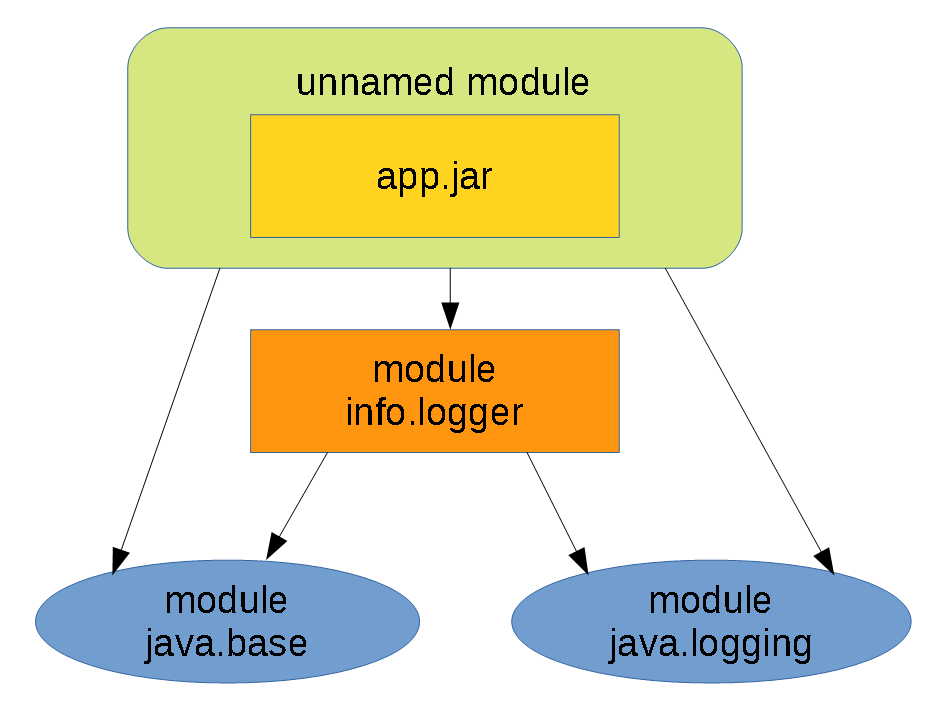 unnamed module
app.jar
module
info.logger
module
java.base
module
java.logging